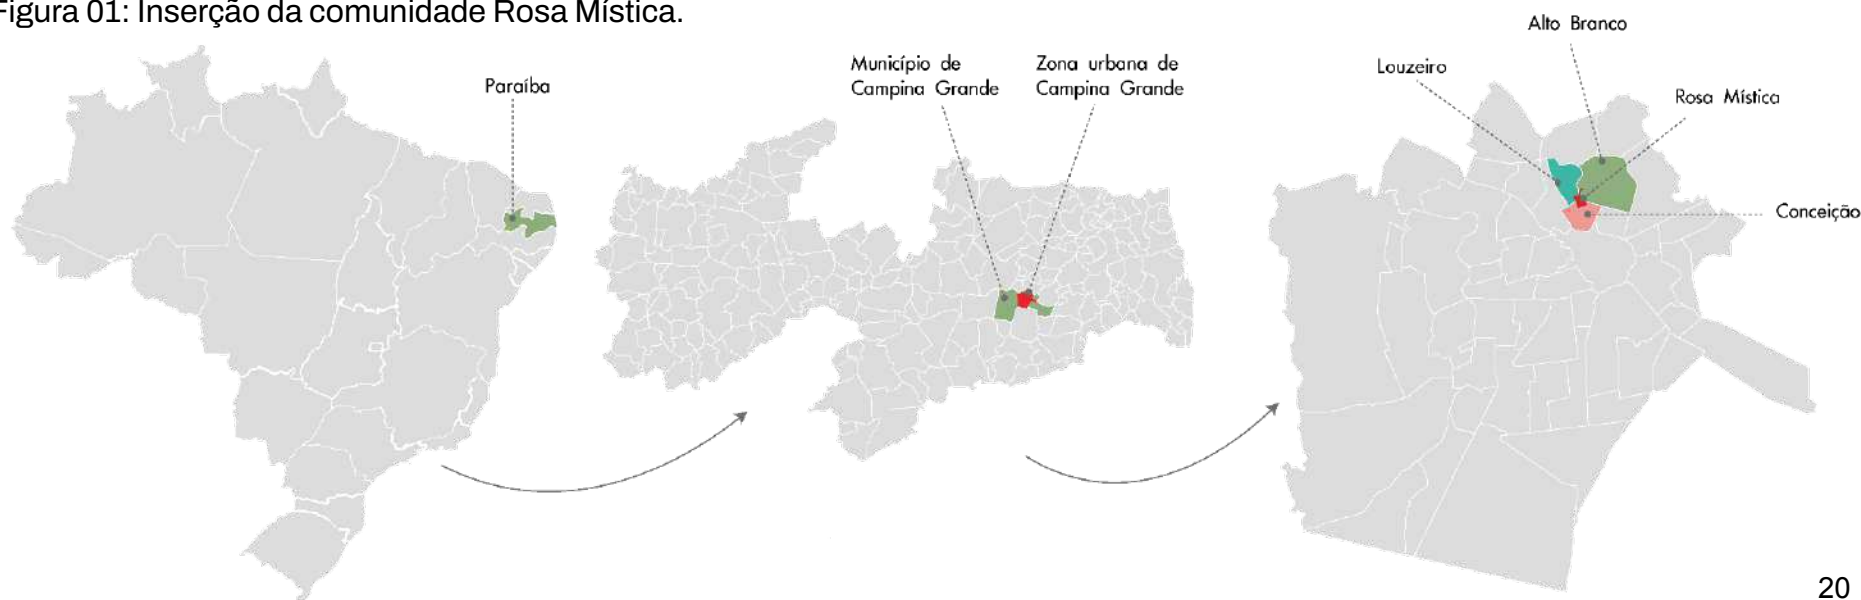 Figura 01: Inserção da comunidade Rosa Mística.
Paraíba
Município de
Campina Grande
Zona urbana de
Campina Grande
Alto Branco
Louzeiro
Rosa Mística
Conceição
20